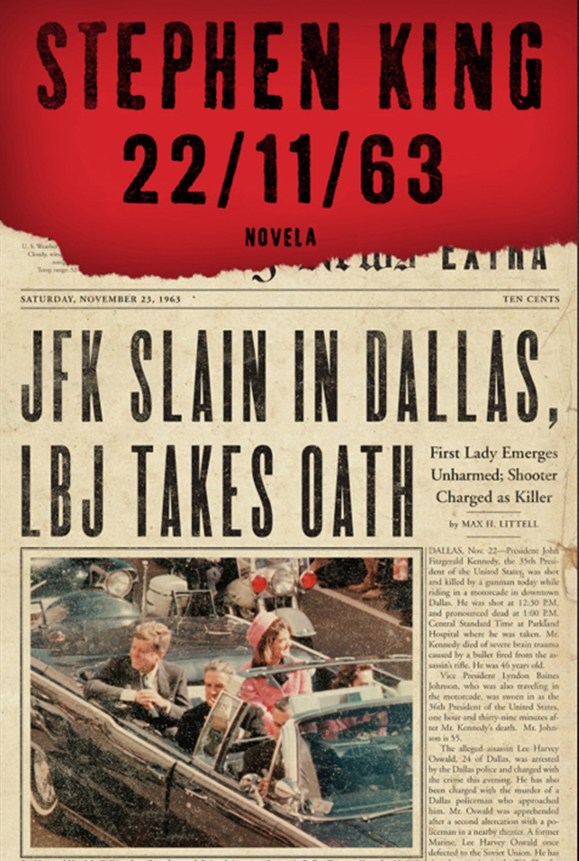 STEPHEN KING
22/11/63
NOVELA
News EXTRA
U. S. Weather
SATURDAY, NOVEMBER 23, 1963
TEN CENTS
JFK SLAIN IN DALLAS,
LBJ TAKES OATH
First Lady Emerges
Unharmed; Shooter
Charged as Killer
by MAX H. LITTELL
DALLAS, Nov. 22—President John
Fitzgerald Kennedy, the 35th Presi-
dent of the United States, was shot
and killed by a gunman today while
riding in a motorcade in downtown
Dallas. He was shot at 12:30 P.M.
and pronounced dead at 1:00 P.M.
Central Standard Time at Parkland
Hospital where he was taken. Mr.
Kennedy died of severe brain trauma
caused by a bullet fired from the as-
sassin's rifle. He was 46 years old.
Vice President Lyndon Baines
Johnson, who was also traveling in
the motorcade, was sworn in as the
36th President of the United States,
one hour and thirty-nine minutes af-
ter Mr. Kennedy's death. Mr. John-
son is 55.
The alleged assassin Lee Harvey
Oswald, 24 of Dallas, was arrested
by the Dallas police and charged with
the crime this evening. He has also
been charged with the murder of a
Dallas policeman who approached
him. Mr. Oswald was apprehended
after a second altercation with a po-
liceman in a nearby theater. A former
Marine, Lee Harvey Oswald once
defected to the Soviet Union. He has